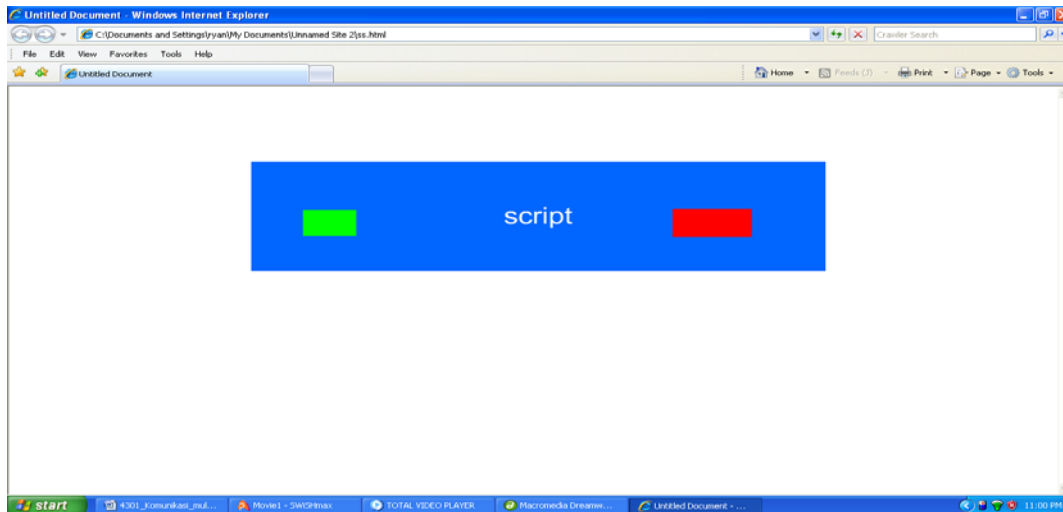 Untitled Document - Windows Internet Explorer
C:\Documents and Settings\ryan\My Documents\Unnamed Site 2\ss.html
Crawler Search
File Edit View Favorites Tools Help
Untitled Document
Home Feeds (J) Print Page Tools
script
start 4301_Komunikasi_mul... Movie1 - SWiSHmax TOTAL VIDEO PLAYER Macromedia Dreamw... Untitled Document - ... 11:00 PM